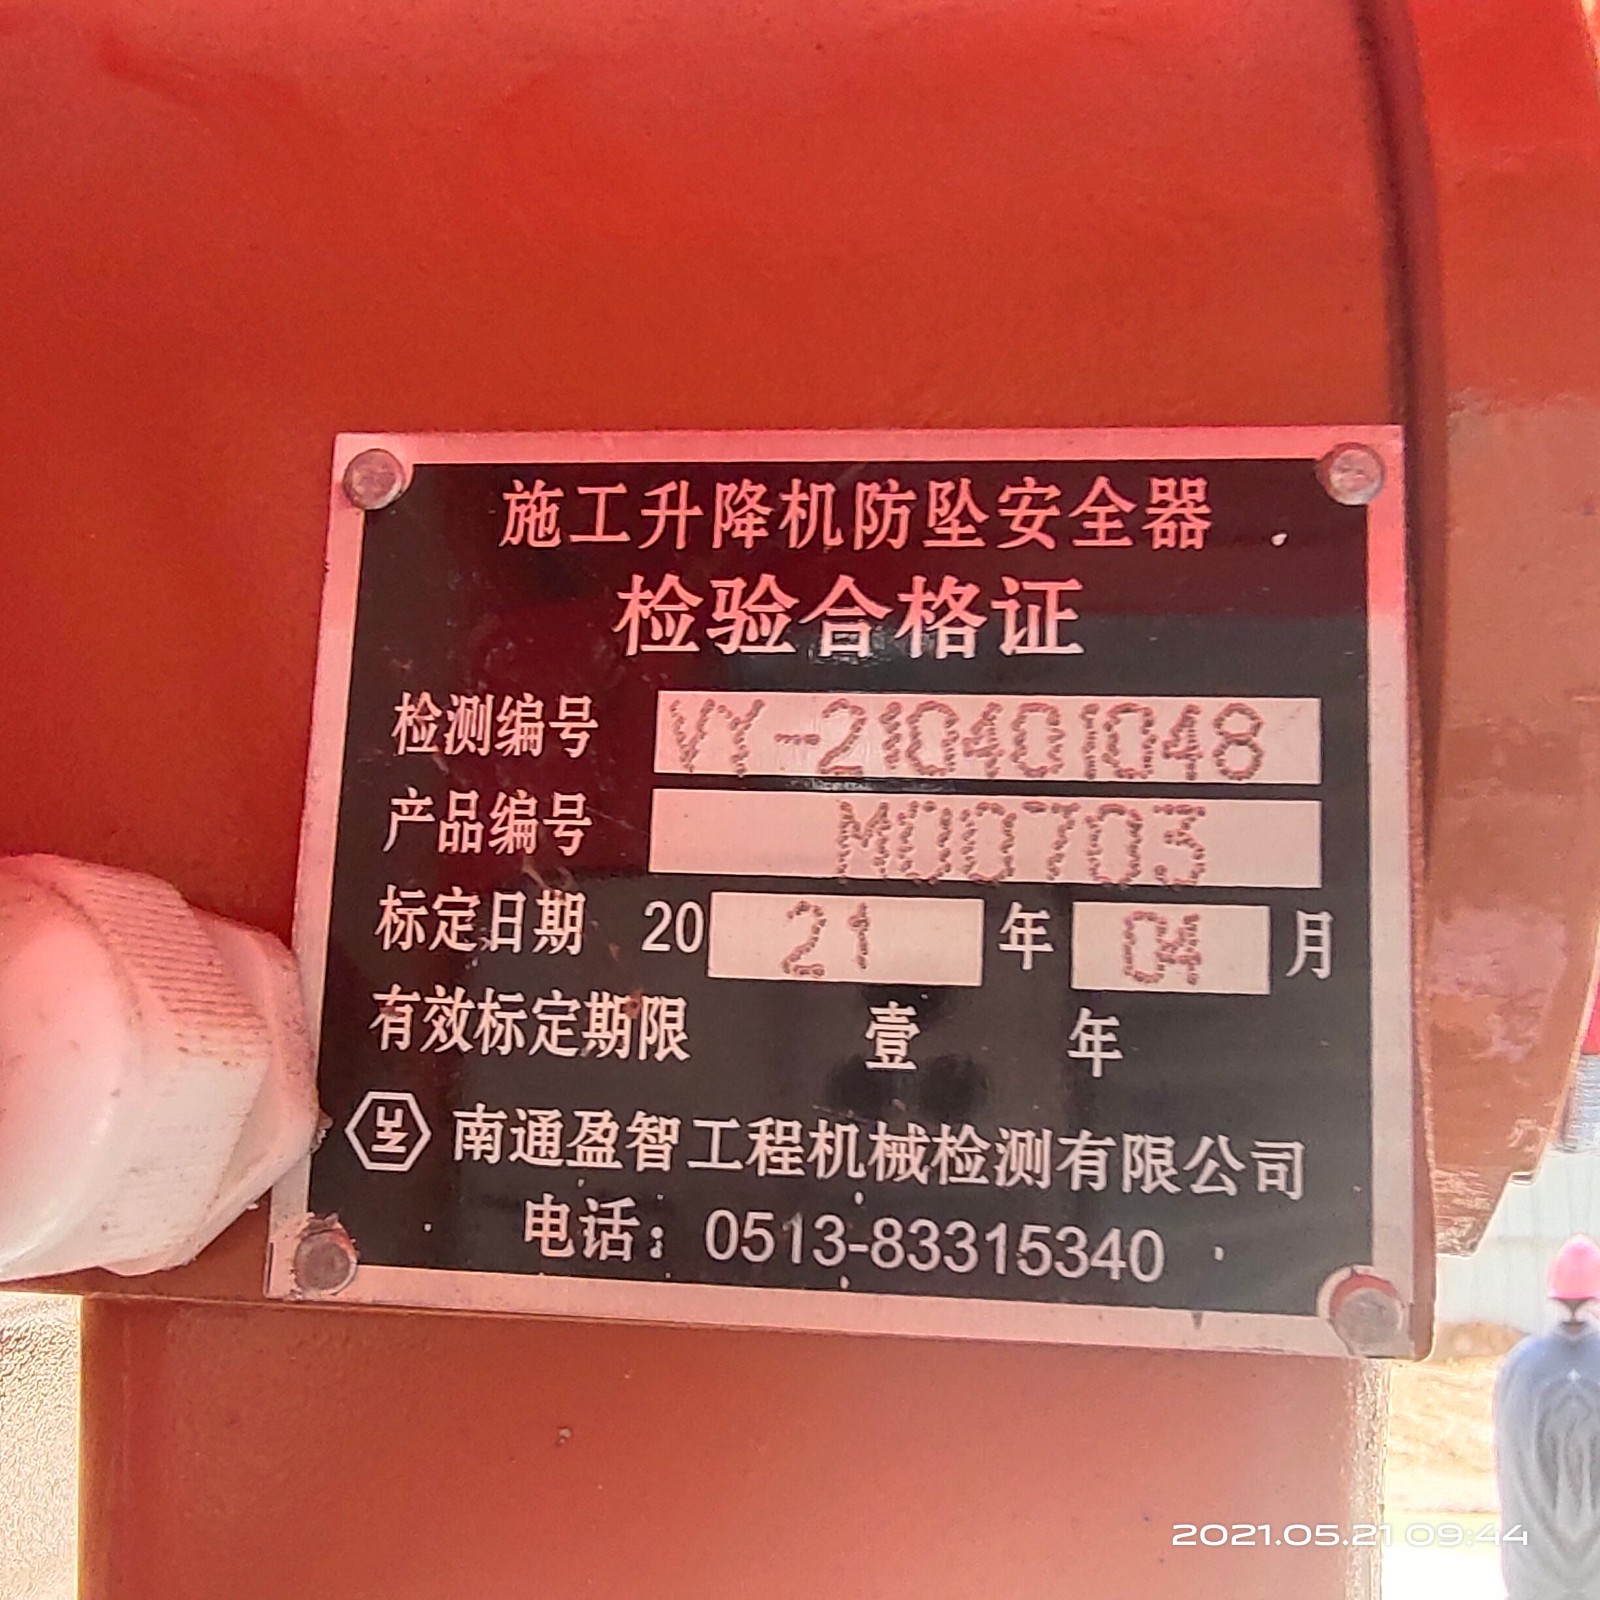 施工升降机防坠安全器
检验合格证
检测编号 VY-210401048
产品编号 M00703
标定日期 2021年04月
有效标定期限 壹年
南通盈智工程机械检测有限公司
电话：0513-83315340
2021.05.21 09:44